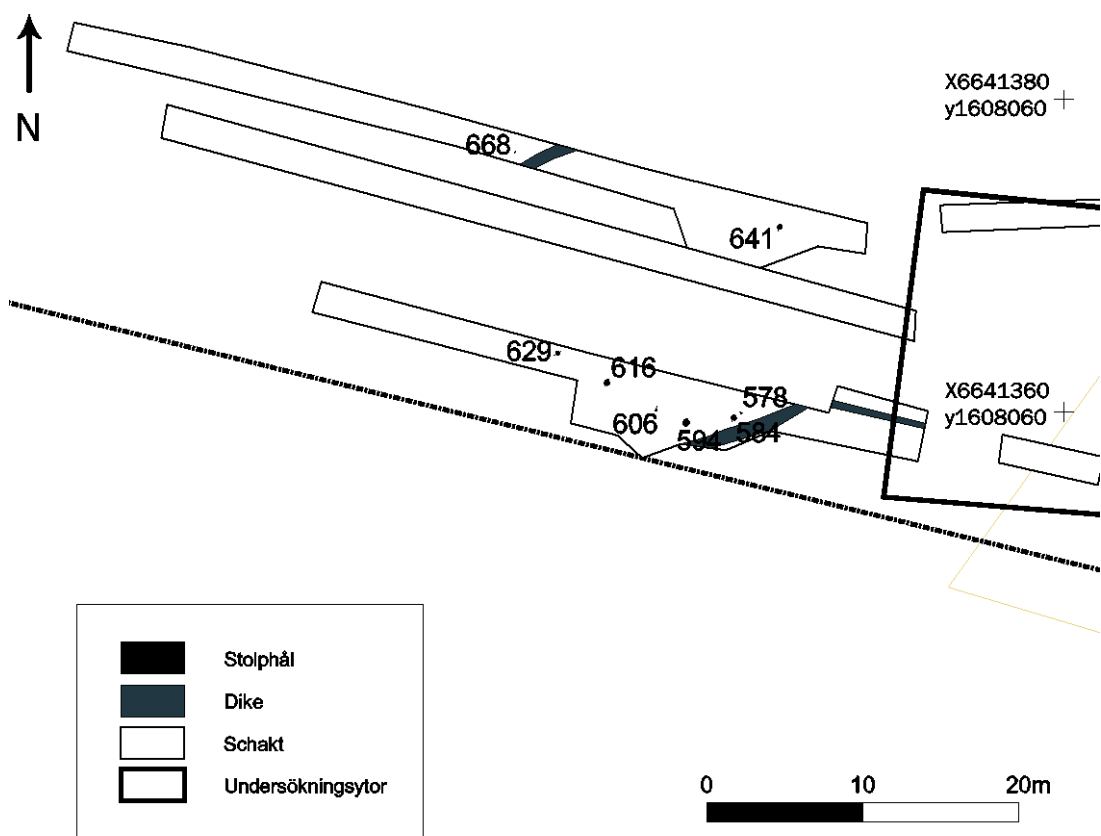 X6641380
y1608060
N
668
641
629
616
X6641360
y1608060
578
606
594
584
Stolphål
Dike
Schakt
Undersökningsytor
0 10 20m